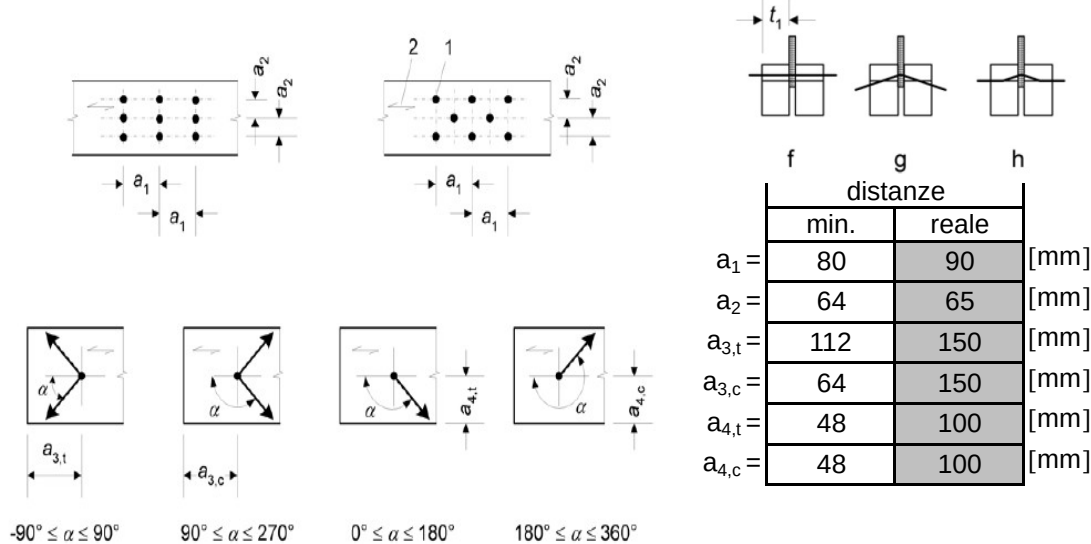 2 1
a2
a2
a2
a2
a1
a1
a1
a1
α
α
α
α
a3,t
a3,c
a4,t
a4,c
-90° ≤ α ≤ 90°
90° ≤ α ≤ 270°
0° ≤ α ≤ 180°
180° ≤ α ≤ 360°
t1
f g h
distanze
min. reale
a1 = 80 90 [mm]
a2 = 64 65 [mm]
a3,t = 112 150 [mm]
a3,c = 64 150 [mm]
a4,t = 48 100 [mm]
a4,c = 48 100 [mm]